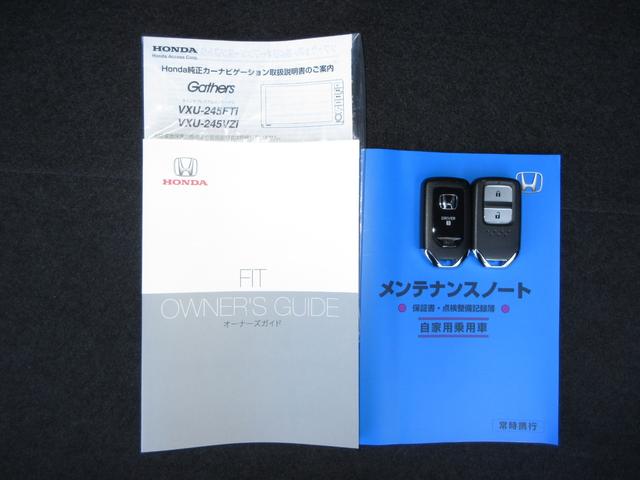 HONDA
Honda Access Corp.
Honda純正カーナビゲーション取扱説明書のご案内
Gathers
VXU-245FTi
VXU-245VZi
HONDA
FIT
OWNER'S GUIDE
オーナーズガイド
DRIVER
メンテナンスノート
保証書・点検整備記録簿
自家用乗用車
常時携行